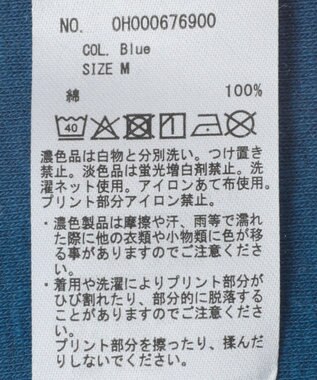 NO. OH000676900
COL. Blue
SIZE M
綿 100%
40
濃色品は白物と分別洗い。つけ置き
禁止。淡色品は蛍光増白剤禁止。洗
濯ネット使用。アイロンあて布使用。
プリント部分アイロン禁止。
・濃色製品は摩擦や汗、雨等で濡れ
た際に他の衣類や小物類に色が移
る事がありますのでご注意くださ
い。
・着用や洗濯によりプリント部分が
ひび割れたり、部分的に脱落する
ことがありますのでご注意くださ
い。
プリント部分を擦ったり、揉んだ
りしないでください。